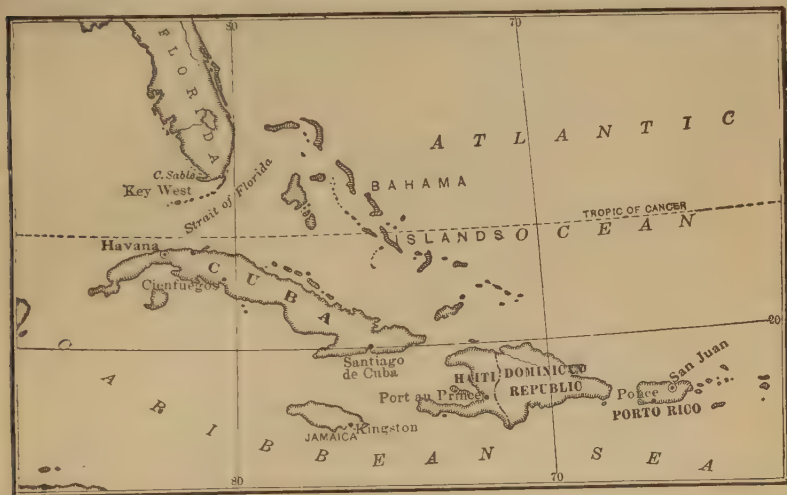 80
70
FLORIDA
ATLANTIC
C. Sable
Key West
Strait of Florida
BAHAMA
TROPIC OF CANCER
ISLANDS
OCEAN
Havana
CUBA
Cienfuegos
20
Santiago
de Cuba
HAITI
DOMINICAN
REPUBLIC
San Juan
Port au Prince
Ponce
PORTO RICO
JAMAICA
Kingston
CARIBBEAN SEA
80
70